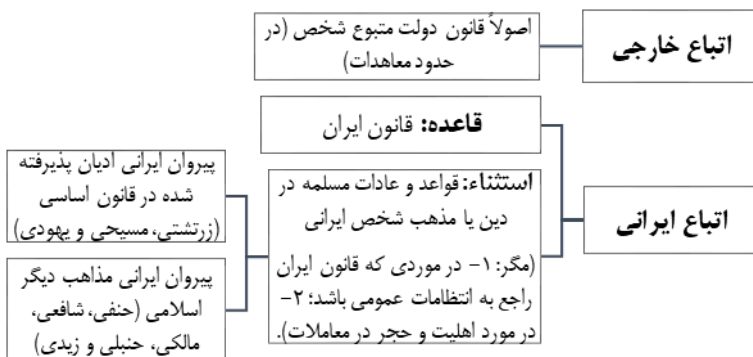 اتباع خارجی
اصولاً قانون دولت متبوع شخص (در
حدود معاهدات)
اتباع ایرانی
قاعده: قانون ایران
استثناء: قواعد و عادات مسلمه در
دین یا مذهب شخص ایرانی
(مگر: ۱- در موردی که قانون ایران
راجع به انتظامات عمومی باشد؛ ۲-
در مورد اهلیت و حجر در معاملات).
پیروان ایرانی ادیان پذیرفته
شده در قانون اساسی
(زرتشتی، مسیحی و یهودی)
پیروان ایرانی مذاهب دیگر
اسلامی (حنفی، شافعی،
مالکی، حنبلی و زیدی)